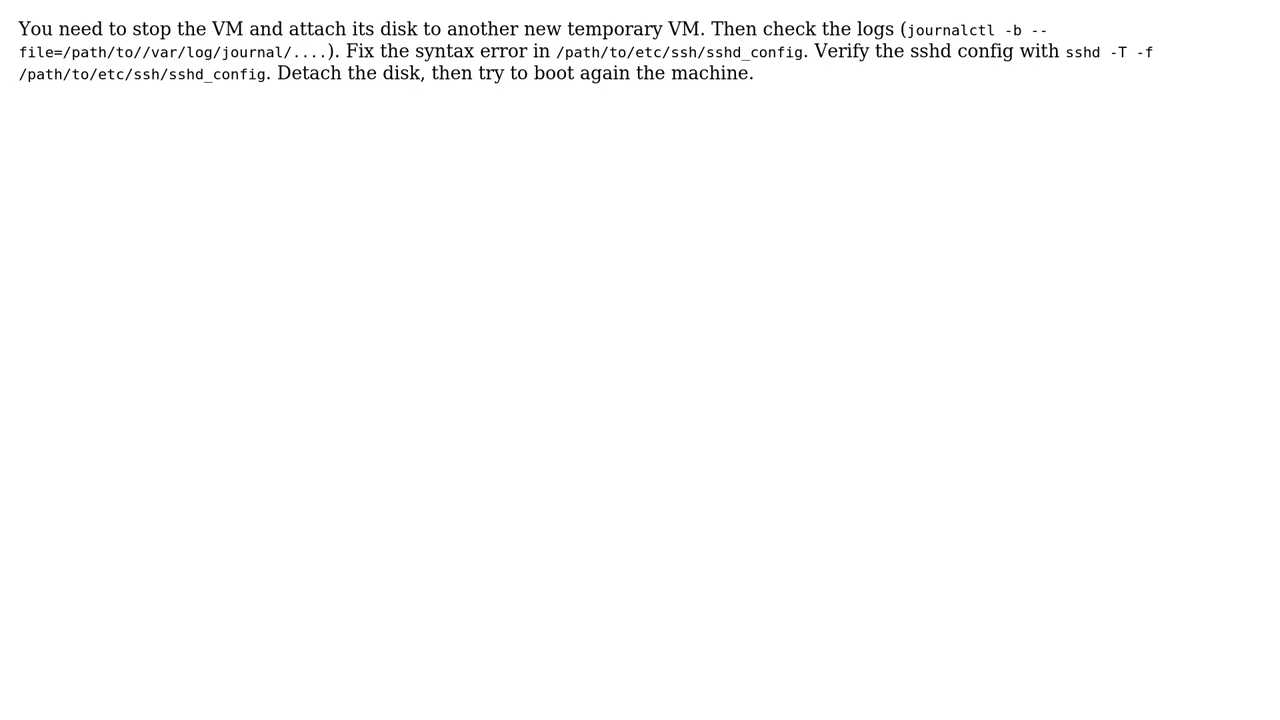 You need to stop the VM and attach its disk to another new temporary VM. Then check the logs (journalctl -b --
file=/path/to//var/log/journal/....). Fix the syntax error in /path/to/etc/ssh/sshd_config. Verify the sshd config with sshd -T -f
/path/to/etc/ssh/sshd_config. Detach the disk, then try to boot again the machine.